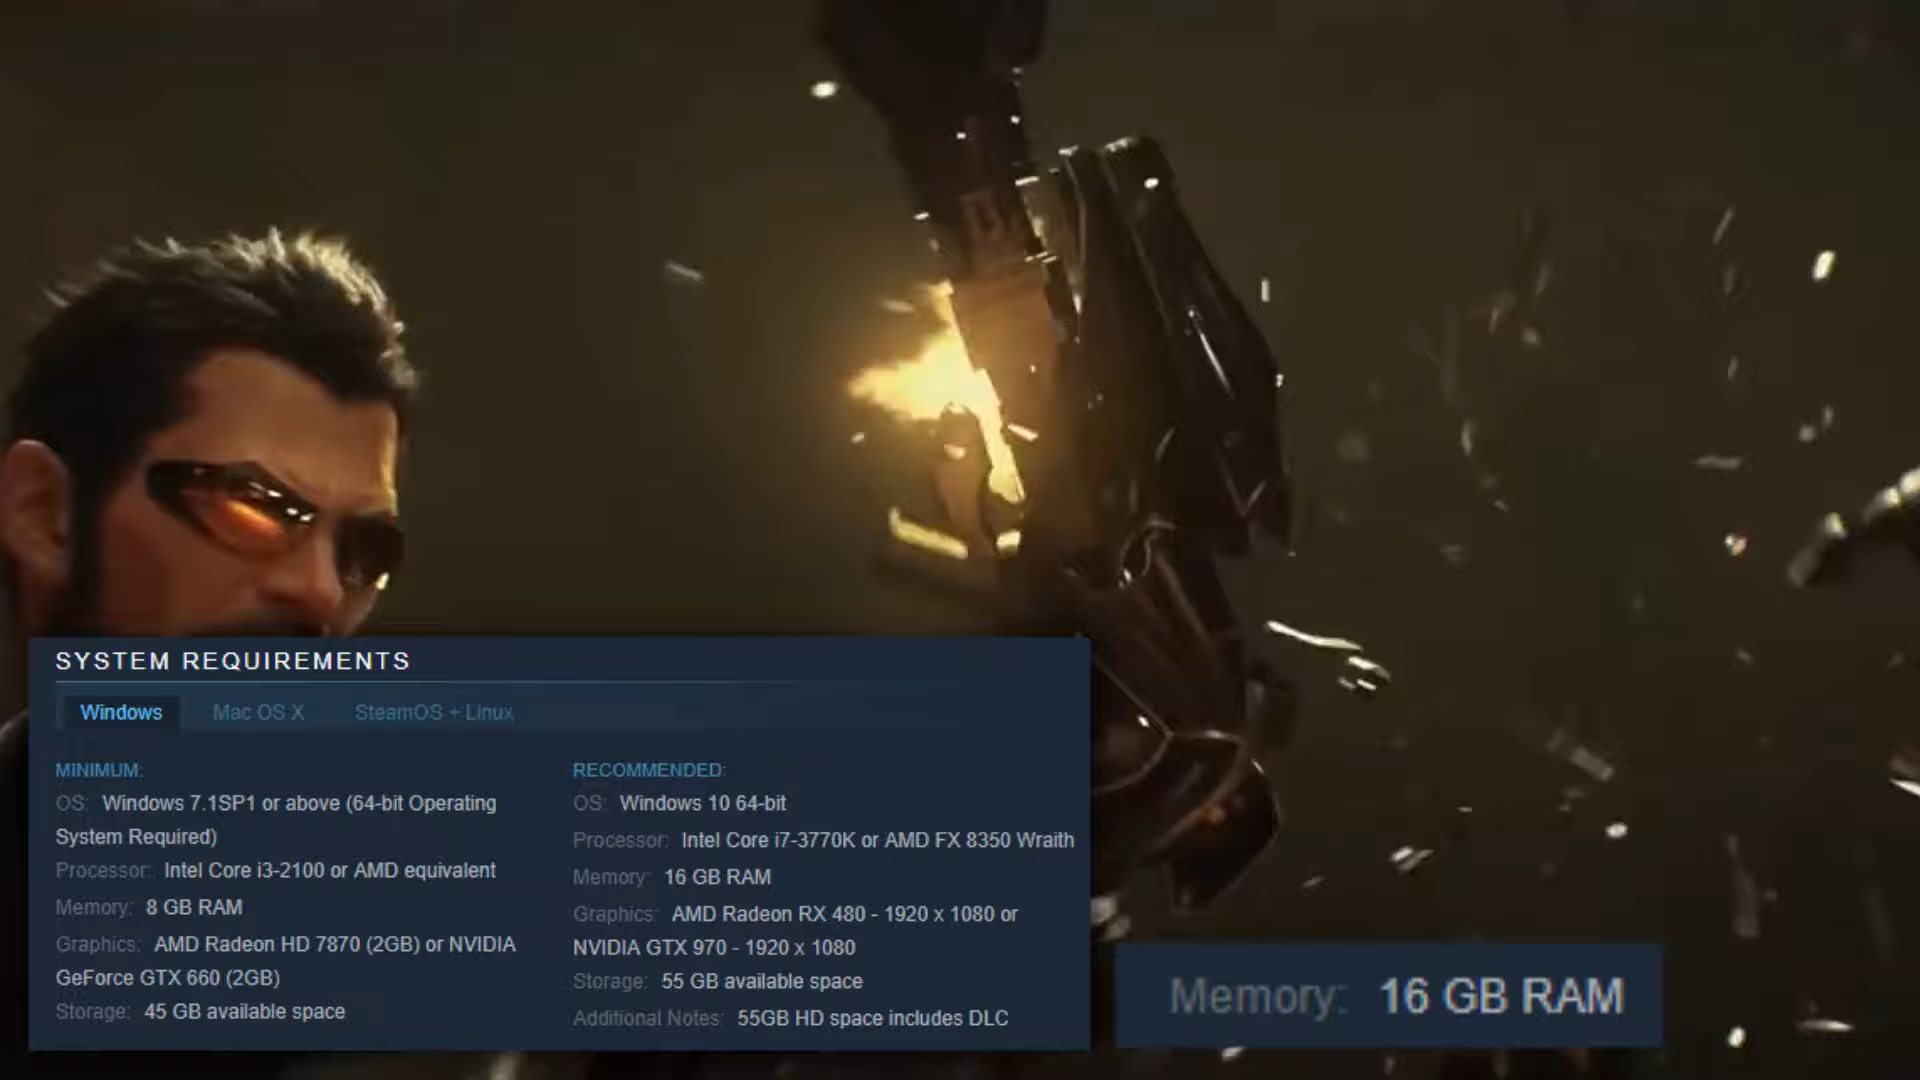 SYSTEM REQUIREMENTS
Windows Mac OS X SteamOS + Linux
MINIMUM:
OS: Windows 7.1SP1 or above (64-bit Operating
System Required)
Processor: Intel Core i3-2100 or AMD equivalent
Memory: 8 GB RAM
Graphics: AMD Radeon HD 7870 (2GB) or NVIDIA
GeForce GTX 660 (2GB)
Storage: 45 GB available space
RECOMMENDED:
OS: Windows 10 64-bit
Processor: Intel Core i7-3770K or AMD FX 8350 Wraith
Memory: 16 GB RAM
Graphics: AMD Radeon RX 480 - 1920 x 1080 or
NVIDIA GTX 970 - 1920 x 1080
Storage: 55 GB available space
Additional Notes: 55GB HD space includes DLC
Memory: 16 GB RAM